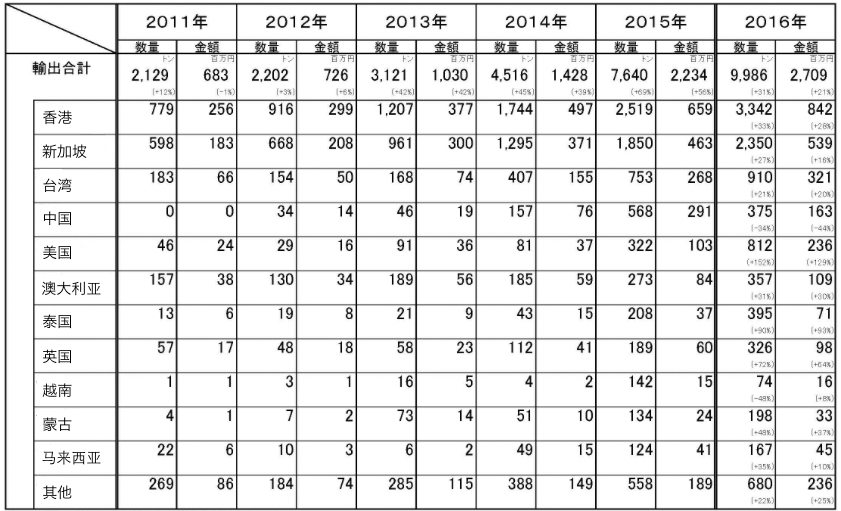 2011年 2012年 2013年 2014年 2015年 2016年
数量 金額 数量 金額 数量 金額 数量 金額 数量 金額 数量 金額
トン 百万円 トン 百万円 トン 百万円 トン 百万円 トン 百万円 トン 百万円
輸出合計 2,129 683 2,202 726 3,121 1,030 4,516 1,428 7,640 2,234 9,986 2,709
(+12%) (-1%) (+3%) (+6%) (+42%) (+42%) (+45%) (+39%) (+69%) (+56%) (+31%) (+21%)
香港 779 256 916 299 1,207 377 1,744 497 2,519 659 3,342 842
(+33%) (+28%)
新加坡 598 183 668 208 961 300 1,295 371 1,850 463 2,350 539
(+27%) (+16%)
台湾 183 66 154 50 168 74 407 155 753 268 910 321
(+21%) (+20%)
中国 0 0 34 14 46 19 157 76 568 291 375 163
(-34%) (-44%)
美国 46 24 29 16 91 36 81 37 322 103 812 236
(+152%) (+129%)
澳大利亚 157 38 130 34 189 56 185 59 273 84 357 109
(+31%) (+30%)
泰国 13 6 19 8 21 9 43 15 208 37 395 71
(+90%) (+93%)
英国 57 17 48 18 58 23 112 41 189 60 326 98
(+72%) (+64%)
越南 1 1 3 1 16 5 4 2 142 15 74 16
(-48%) (+8%)
蒙古 4 1 7 2 73 14 51 10 134 24 198 33
(+48%) (+37%)
马来西亚 22 6 10 3 6 2 49 15 124 41 167 45
(+35%) (+10%)
其他 269 86 184 74 285 115 388 149 558 189 680 236
(+22%) (+25%)